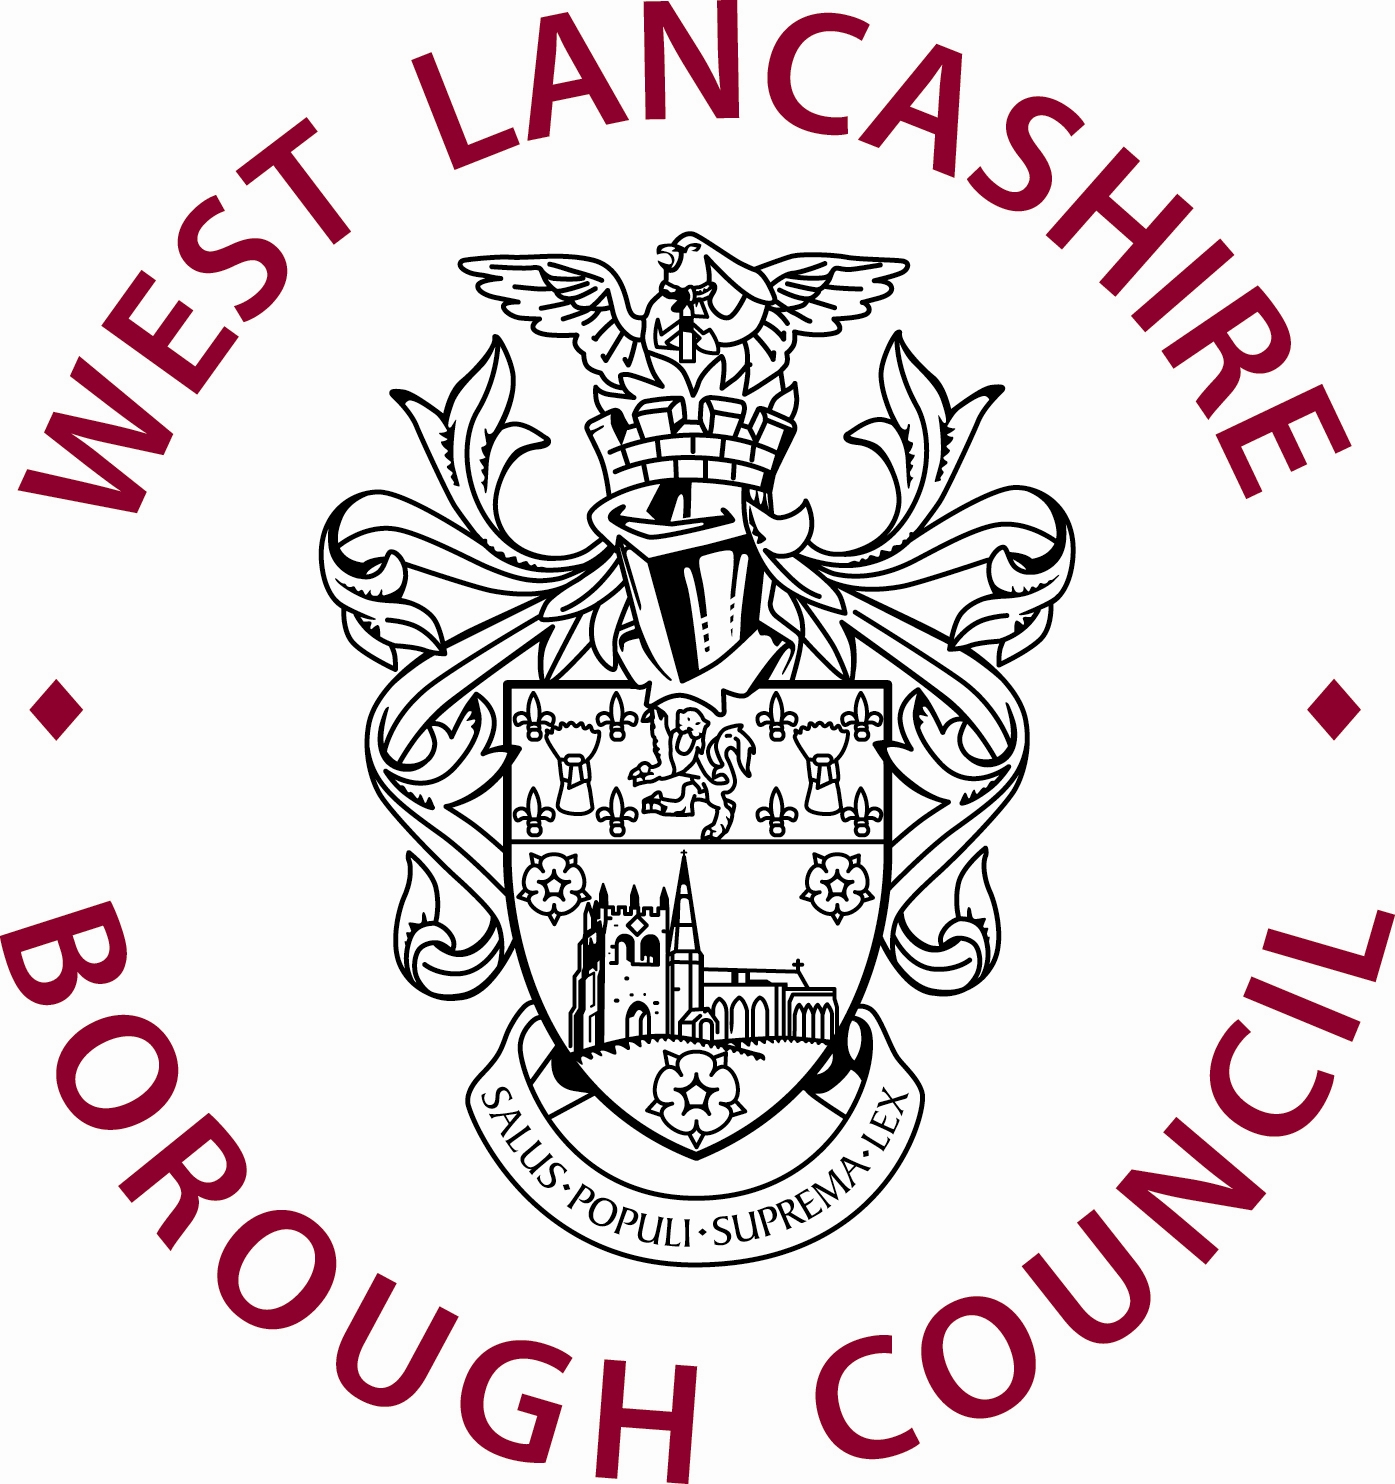 WEST LANCASHIRE
BOROUGH COUNCIL
SALUS · POPULI · SUPREMA · LEX